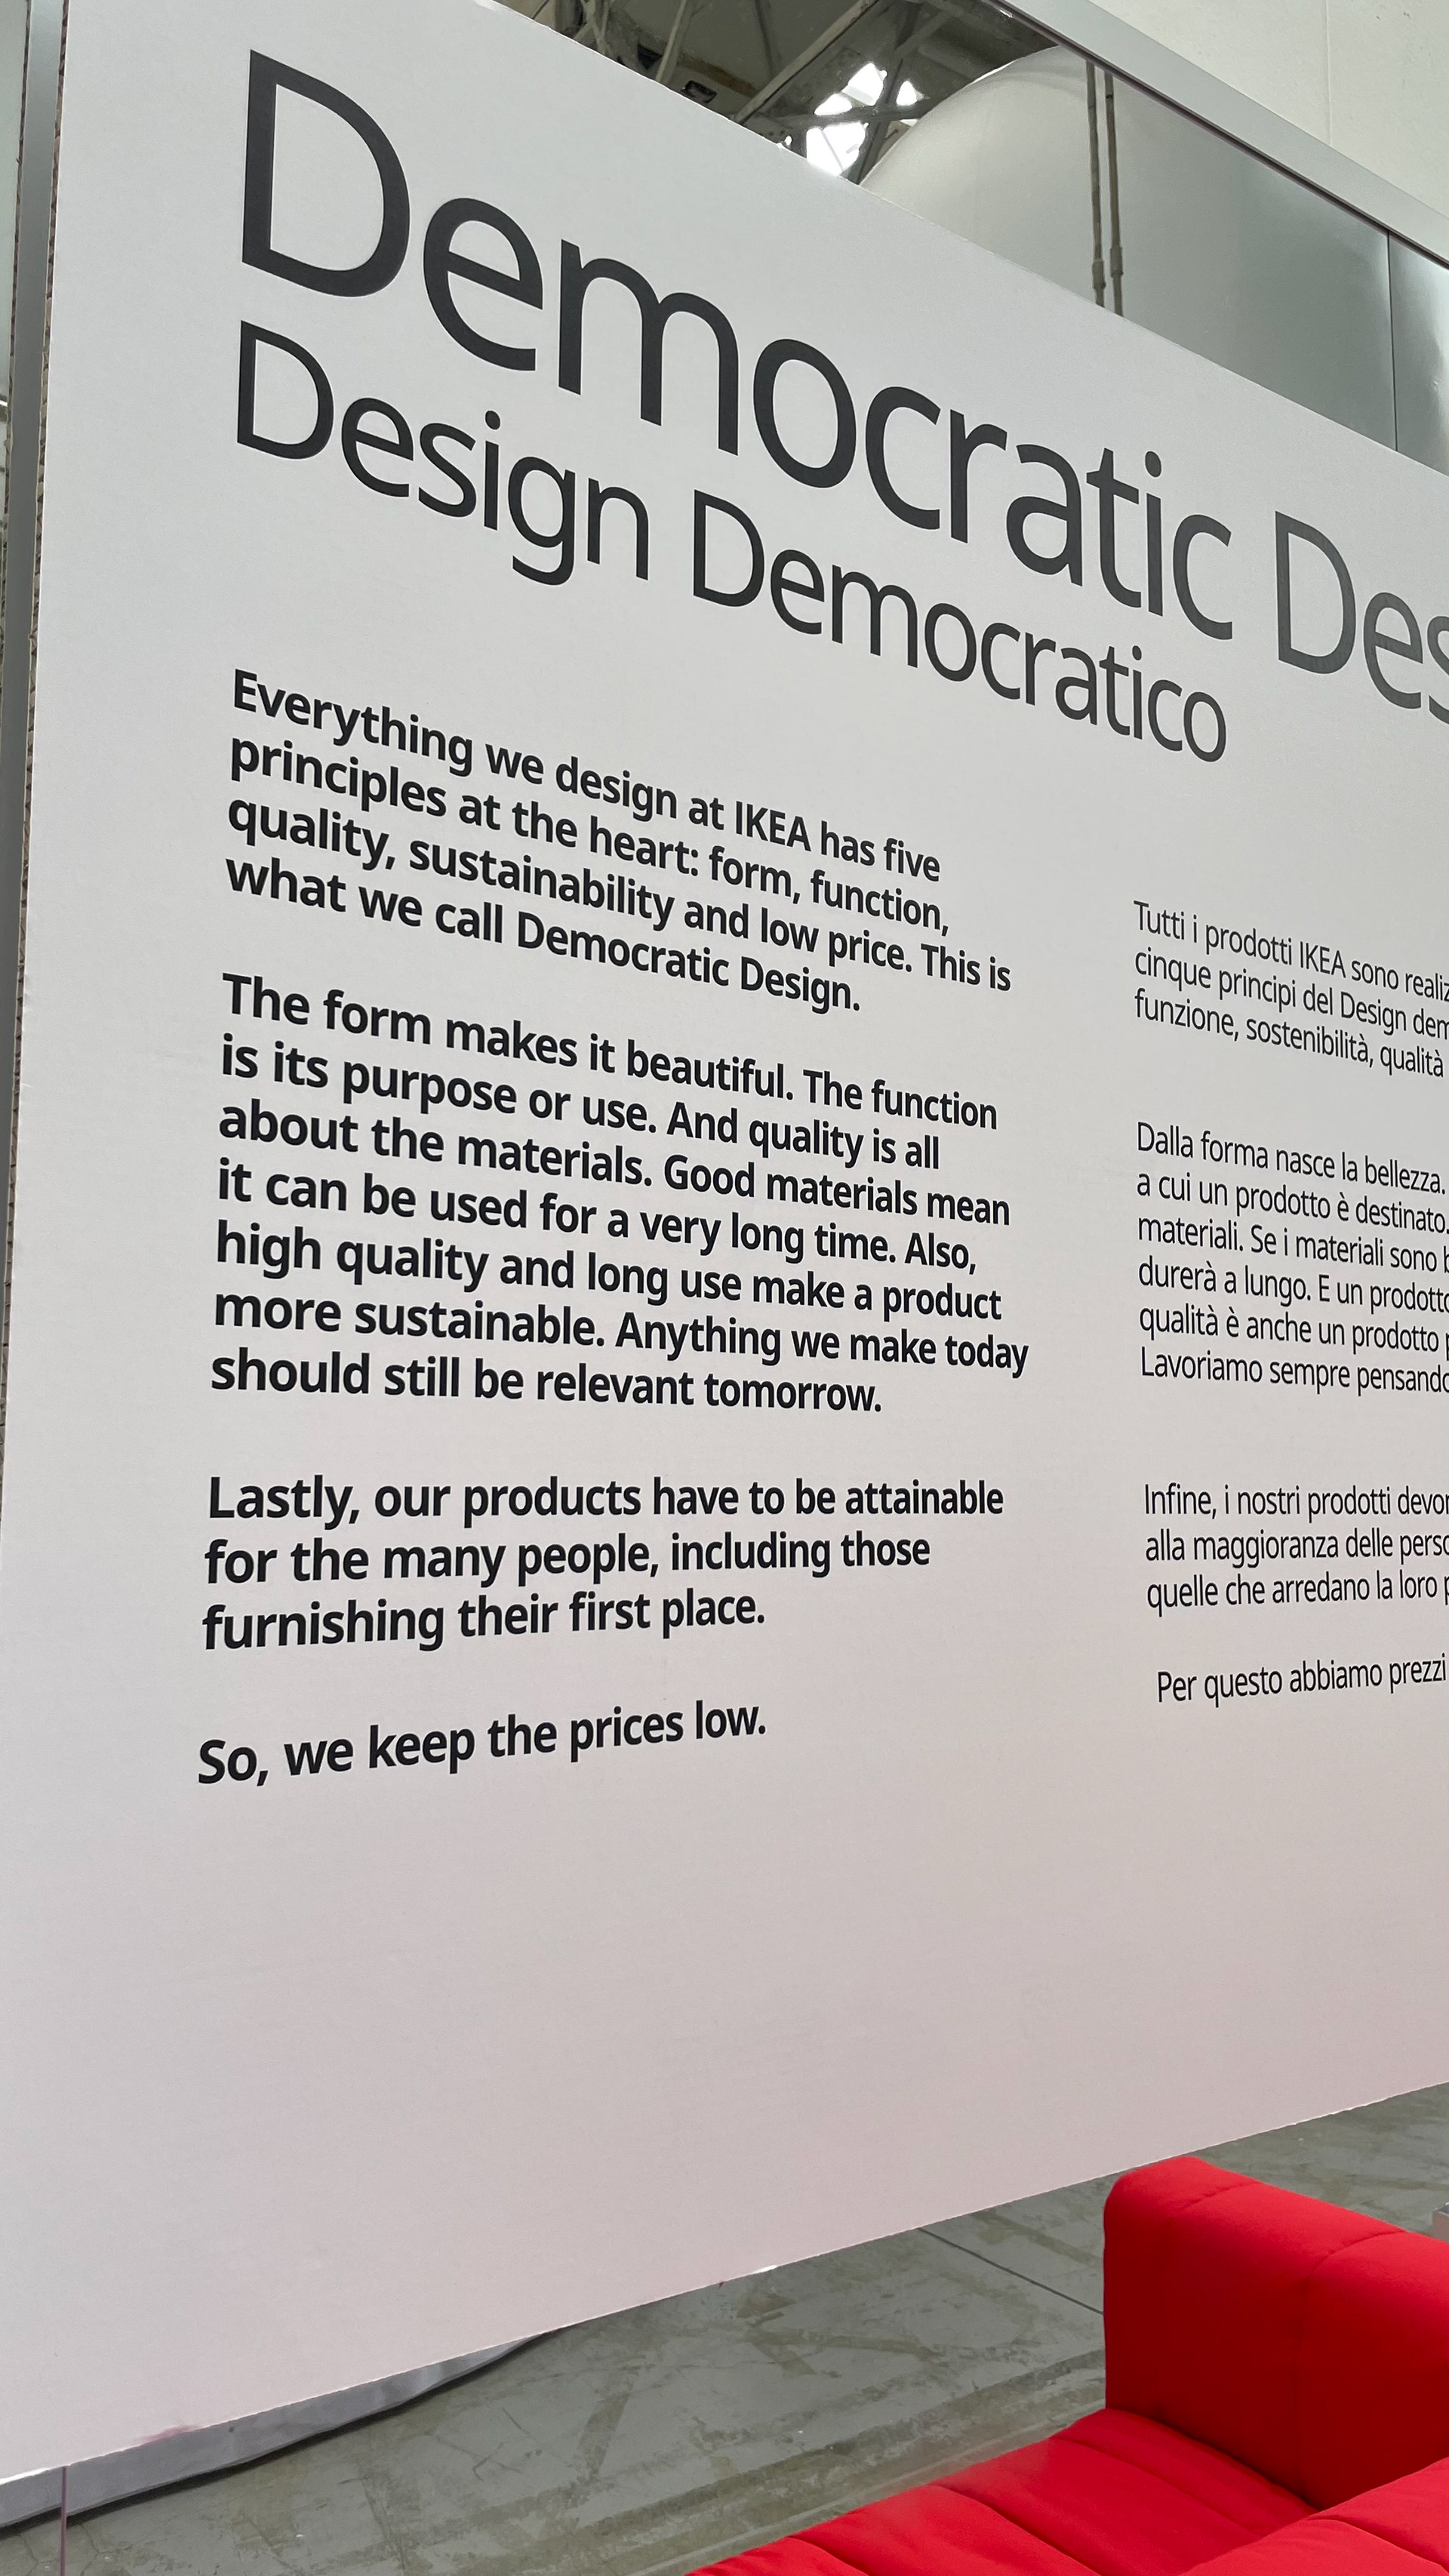 Democratic
Design Democratico
Everything we design at IKEA has five
principles at the heart: form, function,
quality, sustainability and low price. This is
what we call Democratic Design.
The form makes it beautiful. The function
is its purpose or use. And quality is all
about the materials. Good materials mean
it can be used for a very long time. Also,
high quality and long use make a product
more sustainable. Anything we make today
should still be relevant tomorrow.
Lastly, our products have to be attainable
for the many people, including those
furnishing their first place.
So, we keep the prices low.
Tutti i prodotti IKEA sono
cinque principi del Design
funzione, sostenibilità, qualità
Dalla forma nasce la bellezza.
a cui un prodotto è destinato.
materiali. Se i materiali sono
durerà a lungo. E un prodotto
qualità è anche un prodotto
Lavoriamo sempre pensando
Infine, i nostri prodotti
alla maggioranza delle
quelle che arredano la loro
Per questo abbiamo prezzi